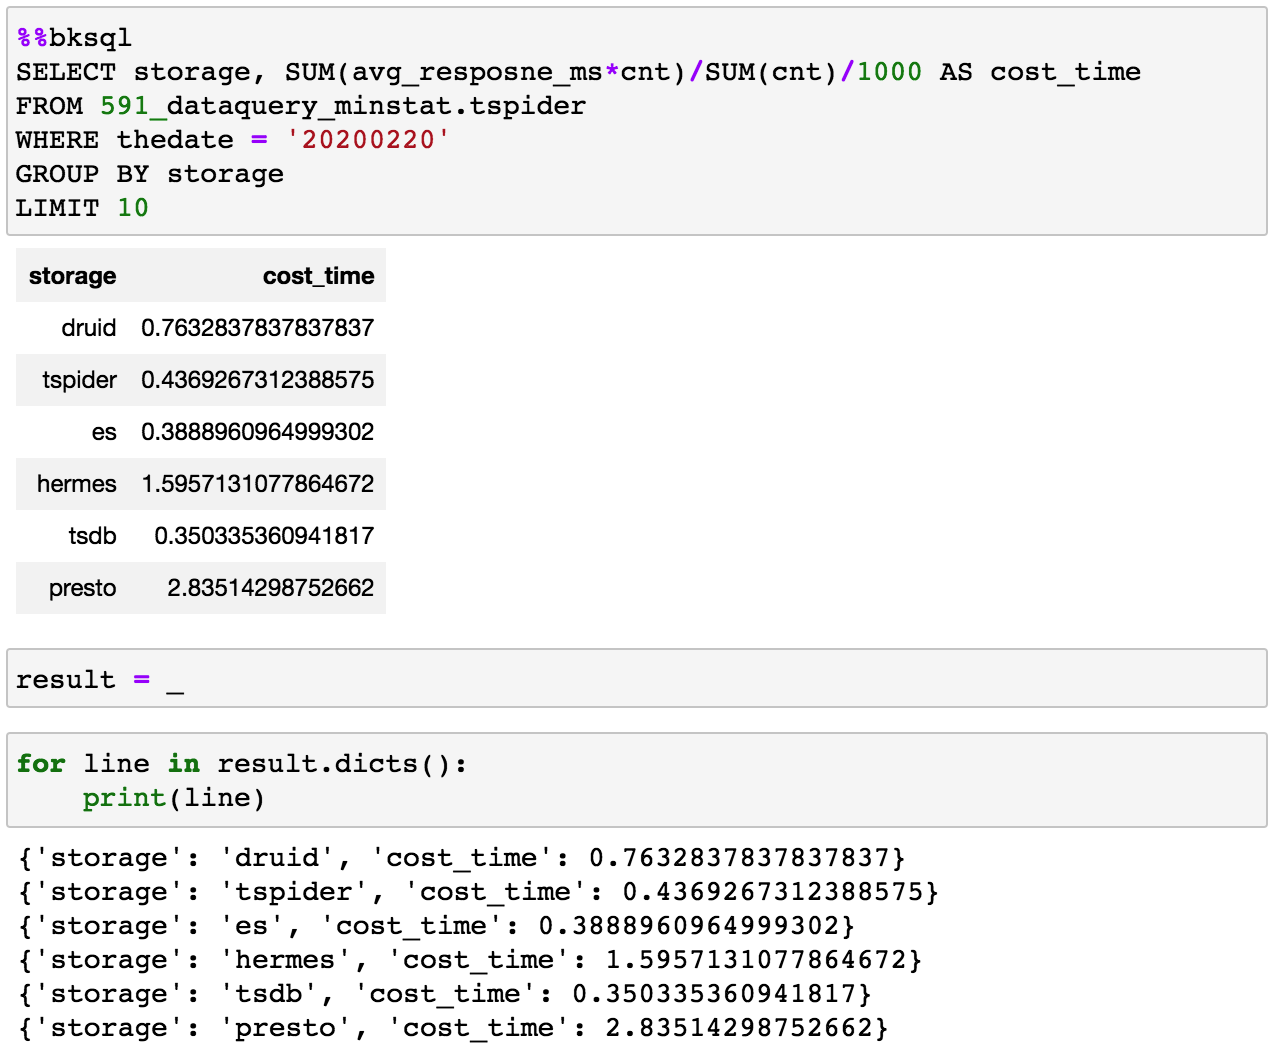 %%bksql
SELECT storage, SUM(avg_resposne_ms*cnt)/SUM(cnt)/1000 AS cost_time
FROM 591_dataquery_minstat.tspider
WHERE thedate = '20200220'
GROUP BY storage
LIMIT 10
storage cost_time
druid 0.7632837837837837
tspider 0.4369267312388575
es 0.3888960964999302
hermes 1.5957131077864672
tsdb 0.350335360941817
presto 2.83514298752662
result = _
for line in result.dicts():
    print(line)
{'storage': 'druid', 'cost_time': 0.7632837837837837}
{'storage': 'tspider', 'cost_time': 0.4369267312388575}
{'storage': 'es', 'cost_time': 0.3888960964999302}
{'storage': 'hermes', 'cost_time': 1.5957131077864672}
{'storage': 'tsdb', 'cost_time': 0.350335360941817}
{'storage': 'presto', 'cost_time': 2.83514298752662}